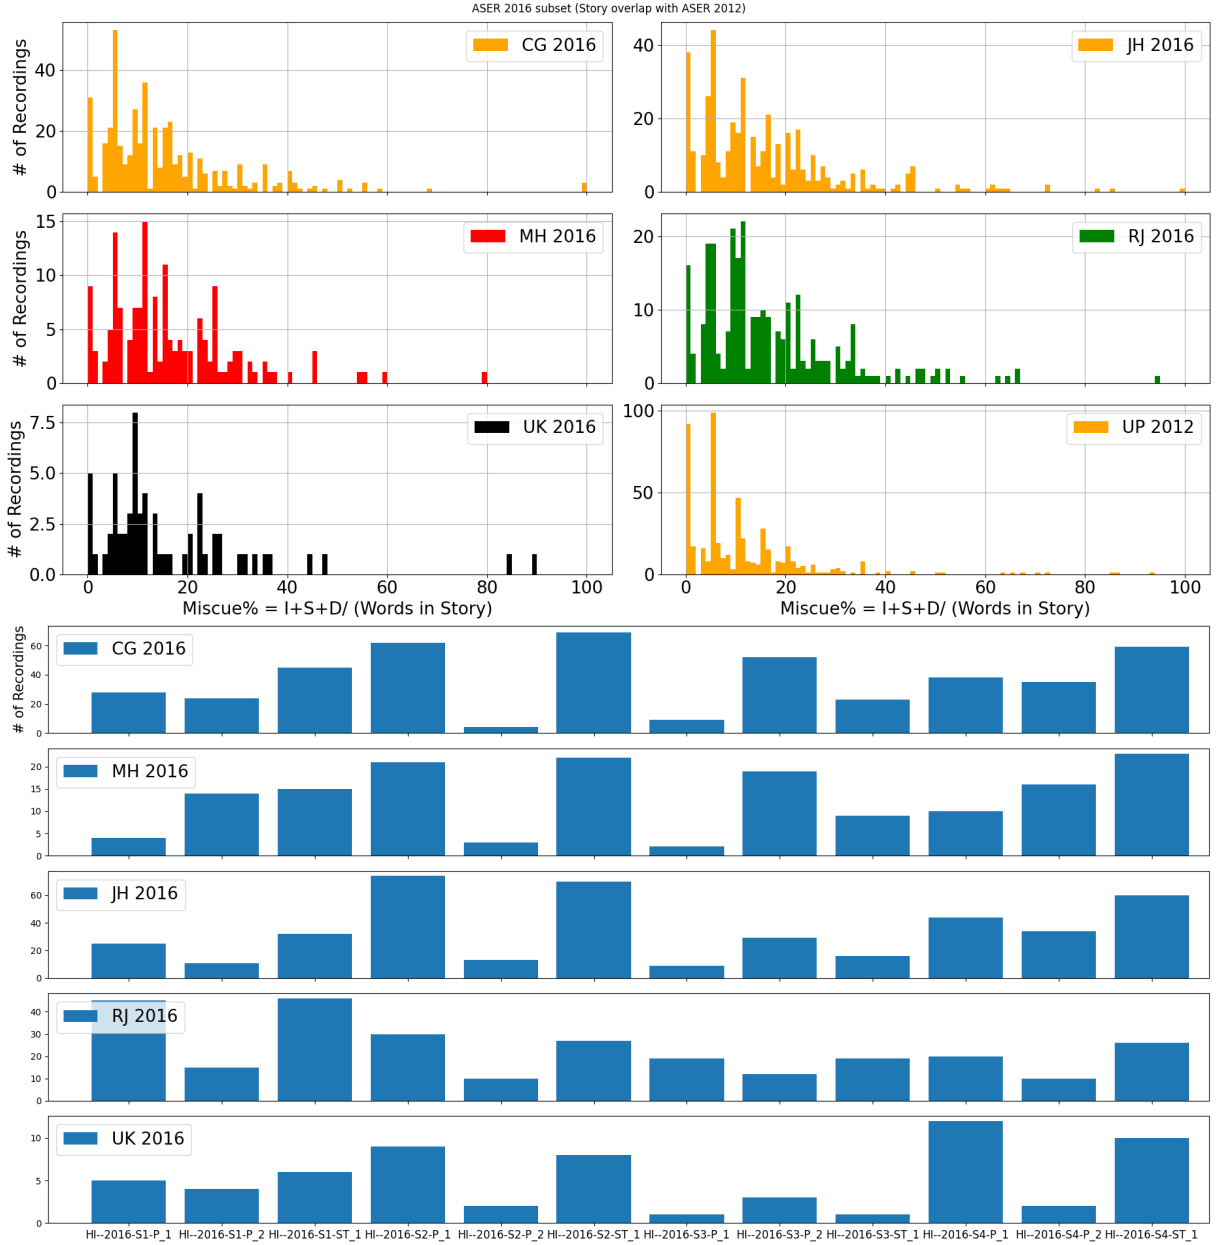 ASER 2016 subset (Story overlap with ASER 2012)
# of Recordings
40
20
0
CG 2016
40
20
0
JH 2016
# of Recordings
15
10
5
0
MH 2016
20
10
0
RJ 2016
# of Recordings
7.5
5.0
2.5
0.0
UK 2016
0 20 40 60 80 100
Miscue% = I+S+D/ (Words in Story)
100
50
0
UP 2012
0 20 40 60 80 100
Miscue% = I+S+D/ (Words in Story)
# of Recordings
60
40
20
0
CG 2016
20
15
10
5
0
MH 2016
60
40
20
0
JH 2016
40
30
20
10
0
RJ 2016
10
5
0
UK 2016
HI--2016-S1-P_1 HI--2016-S1-P_2 HI--2016-S1-ST_1 HI--2016-S2-P_1 HI--2016-S2-P_2 HI--2016-S2-ST_1 HI--2016-S3-P_1 HI--2016-S3-P_2 HI--2016-S3-ST_1 HI--2016-S4-P_1 HI--2016-S4-P_2 HI--2016-S4-ST_1